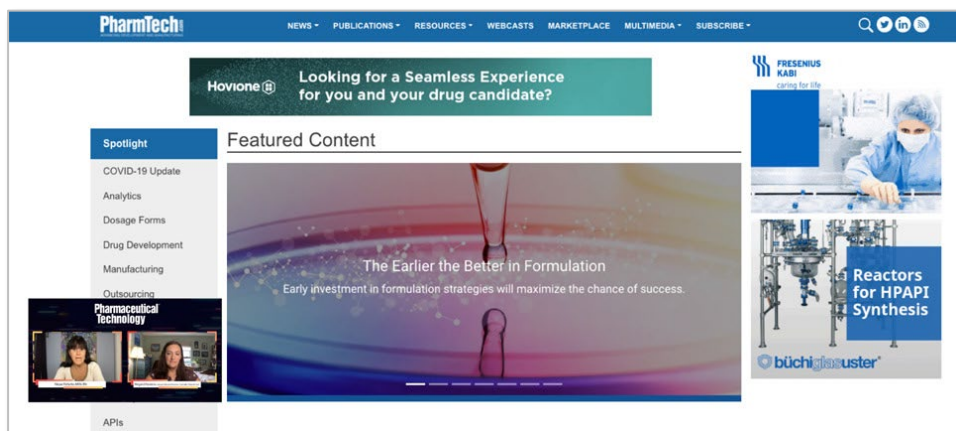 PharmTech
NEWS PUBLICATIONS RESOURCES WEBCASTS MARKETPLACE MULTIMEDIA SUBSCRIBE
Hovione
Looking for a Seamless Experience
for you and your drug candidate?
FRESENIUS
KABI
caring for life
Spotlight
COVID-19 Update
Analytics
Dosage Forms
Drug Development
Manufacturing
Outsourcing
APIs
Featured Content
The Earlier the Better in Formulation
Early investment in formulation strategies will maximize the chance of success.
Pharmaceutical
Technology
Reactors
for HPAPI
Synthesis
büchiglasuster